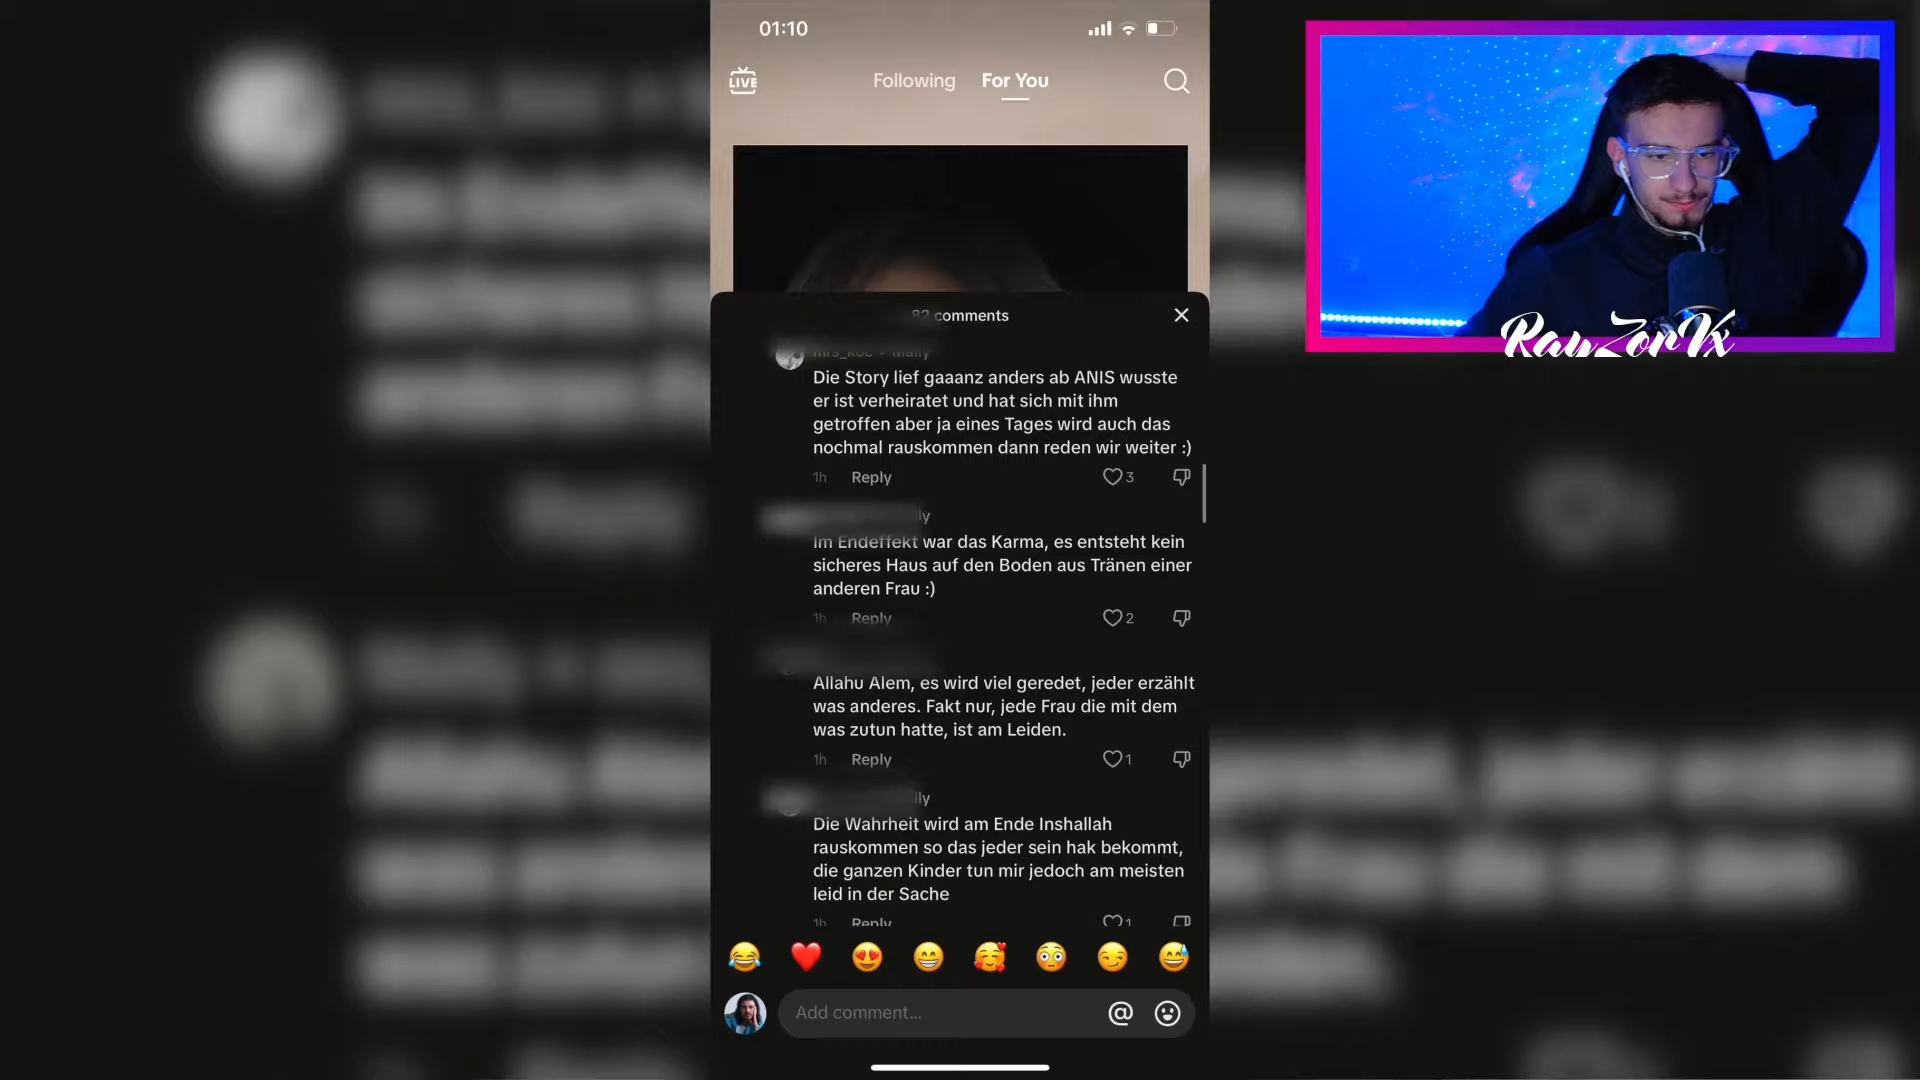 01:10
LIVE
Following
For You
RayZorVx
82 comments
mrs_koc
Mally
Die Story lief gaaanz anders ab ANIS wusste
er ist verheiratet und hat sich mit ihm
getroffen aber ja eines Tages wird auch das
nochmal rauskommen dann reden wir weiter :)
1h Reply 3
lly
Im Endeffekt war das Karma, es entsteht kein
sicheres Haus auf den Boden aus Tränen einer
anderen Frau :)
1h Reply 2
Allahu Alem, es wird viel geredet, jeder erzählt
was anderes. Fakt nur, jede Frau die mit dem
was zutun hatte, ist am Leiden.
1h Reply 1
lly
Die Wahrheit wird am Ende Inshallah
rauskommen so das jeder sein hak bekommt,
die ganzen Kinder tun mir jedoch am meisten
leid in der Sache
1h Reply 1
Add comment...